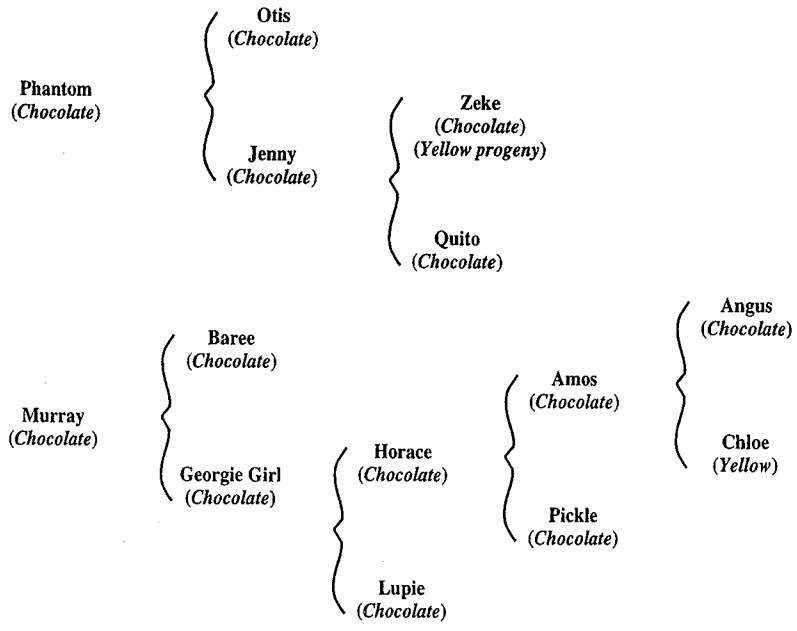 Otis
(Chocolate)
Phantom
(Chocolate)
Jenny
(Chocolate)
Zeke
(Chocolate)
(Yellow progeny)
Quito
(Chocolate)
Murray
(Chocolate)
Baree
(Chocolate)
Georgie Girl
(Chocolate)
Horace
(Chocolate)
Lupie
(Chocolate)
Amos
(Chocolate)
Pickle
(Chocolate)
Angus
(Chocolate)
Chloe
(Yellow)